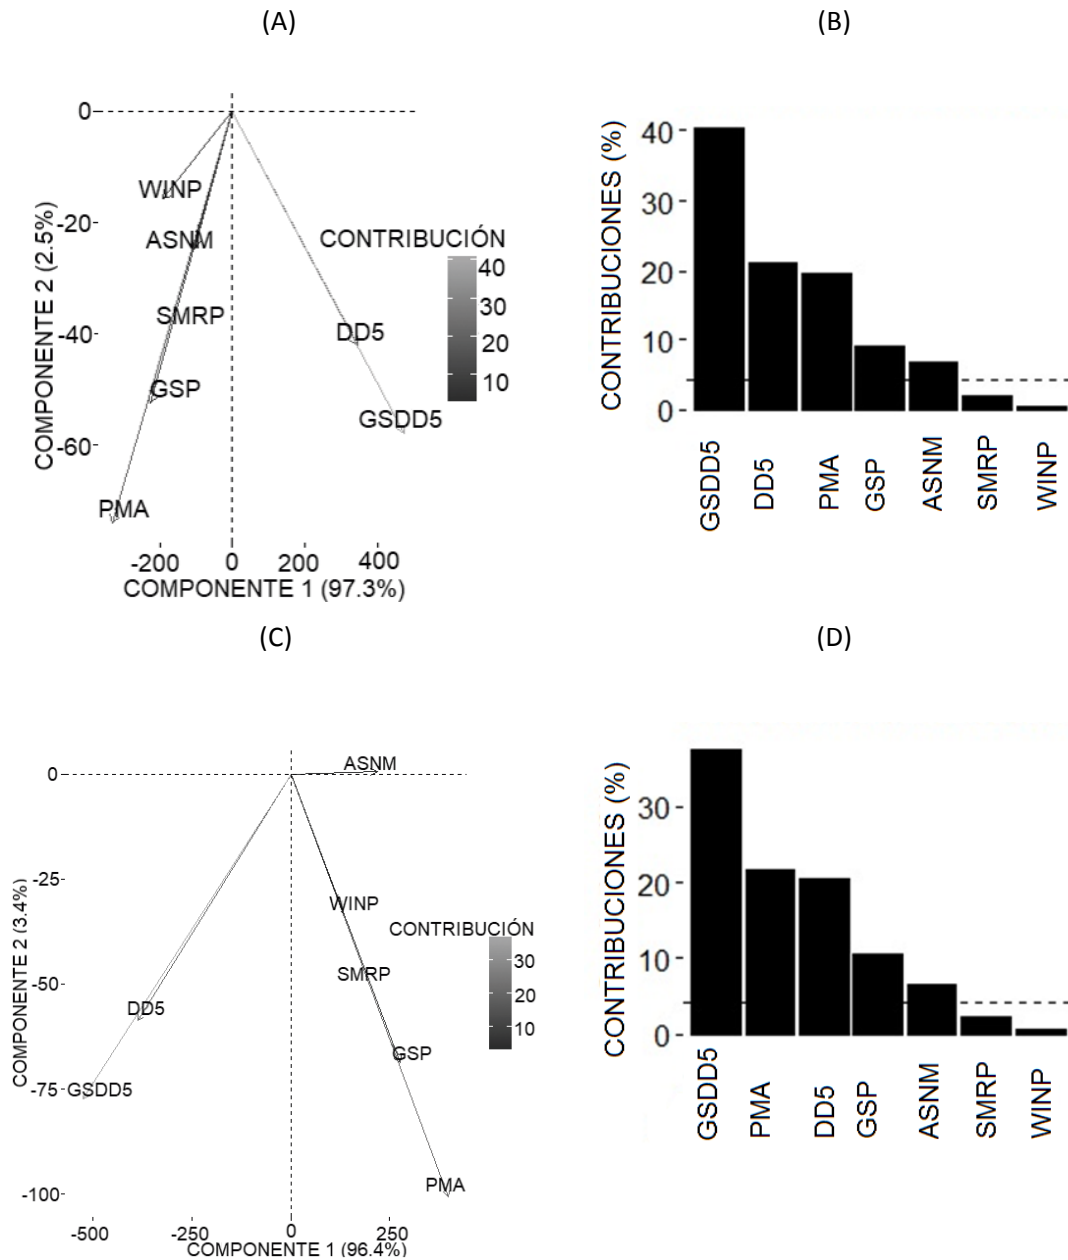 (A)
(B)
0
WINP
-20
ASNM
CONTRIBUCIÓN
40
SMRP
30
-40
DD5
20
GSP
10
GSDD5
-60
PMA
COMPONENTE 2 (2.5%)
-200 0 200 400
COMPONENTE 1 (97.3%)
CONTRIBUCIONES (%)
40
30
20
10
0
GSDD5 DD5 PMA GSP ASNM SMRP WINP
(C)
(D)
ASNM
0
-25
WINP
CONTRIBUCIÓN
30
SMRP
-50
20
DD5
10
GSP
-75
GSDD5
PMA
-100
COMPONENTE 2 (3.4%)
-500 -250 0 250
COMPONENTE 1 (96.4%)
CONTRIBUCIONES (%)
30
20
10
0
GSDD5 PMA DD5 GSP ASNM SMRP WINP